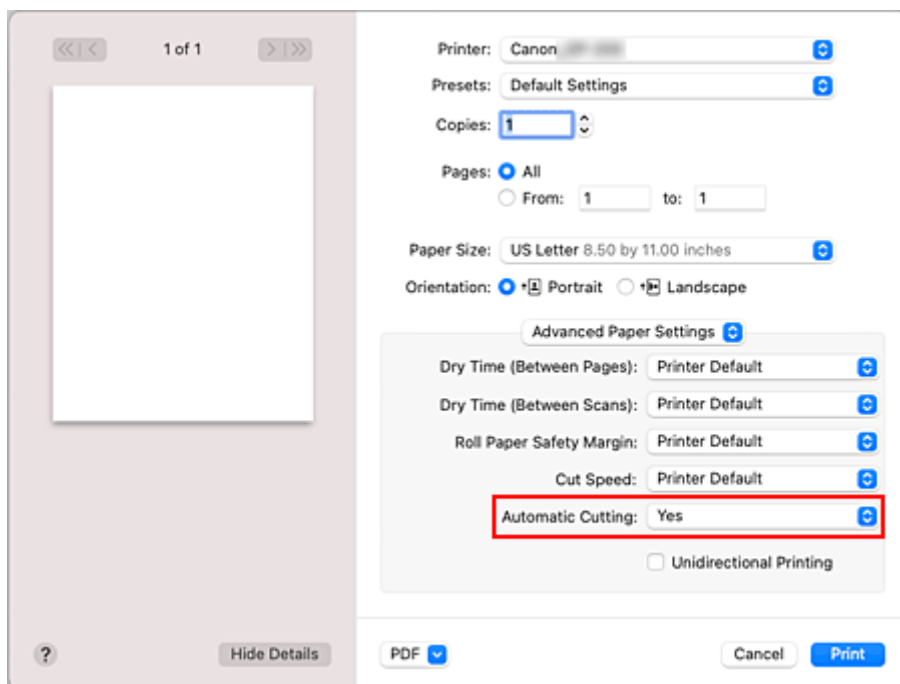 1 of 1
Printer: Canon
Presets: Default Settings
Copies: 1
Pages: All
From: 1 to: 1
Paper Size: US Letter 8.50 by 11.00 inches
Orientation: Portrait Landscape
Advanced Paper Settings
Dry Time (Between Pages): Printer Default
Dry Time (Between Scans): Printer Default
Roll Paper Safety Margin: Printer Default
Cut Speed: Printer Default
Automatic Cutting: Yes
Unidirectional Printing
? Hide Details PDF Cancel Print